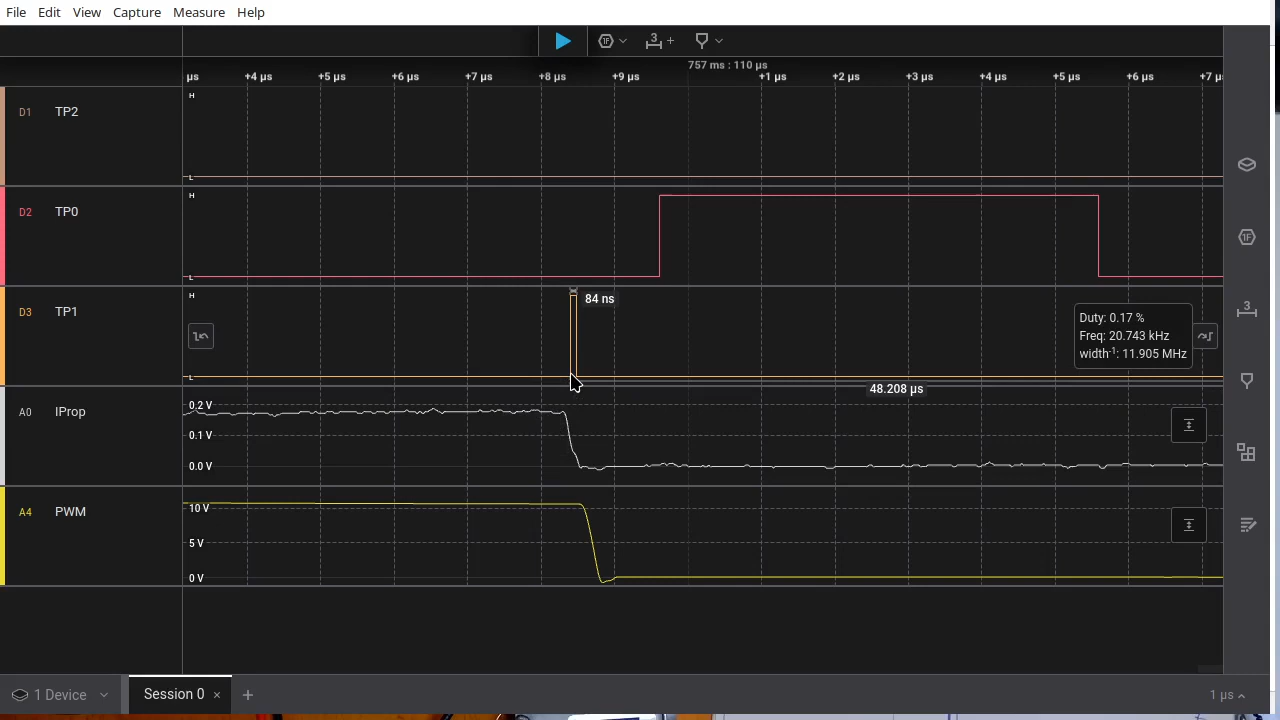 File Edit View Capture Measure Help
3 +
757 ms : 110 µs
µs +4 µs +5 µs +6 µs +7 µs +8 µs +9 µs +1 µs +2 µs +3 µs +4 µs +5 µs +6 µs +7 µ
H
D1 TP2
L
H
D2 TP0
L
H
84 ns
D3 TP1
Duty: 0.17 %
Freq: 20.743 kHz
width⁻¹: 11.905 MHz
3
L
48.208 µs
0.2 V
A0 IProp
0.1 V
0.0 V
10 V
A4 PWM
5 V
0 V
1 Device Session 0 × + 1 µs